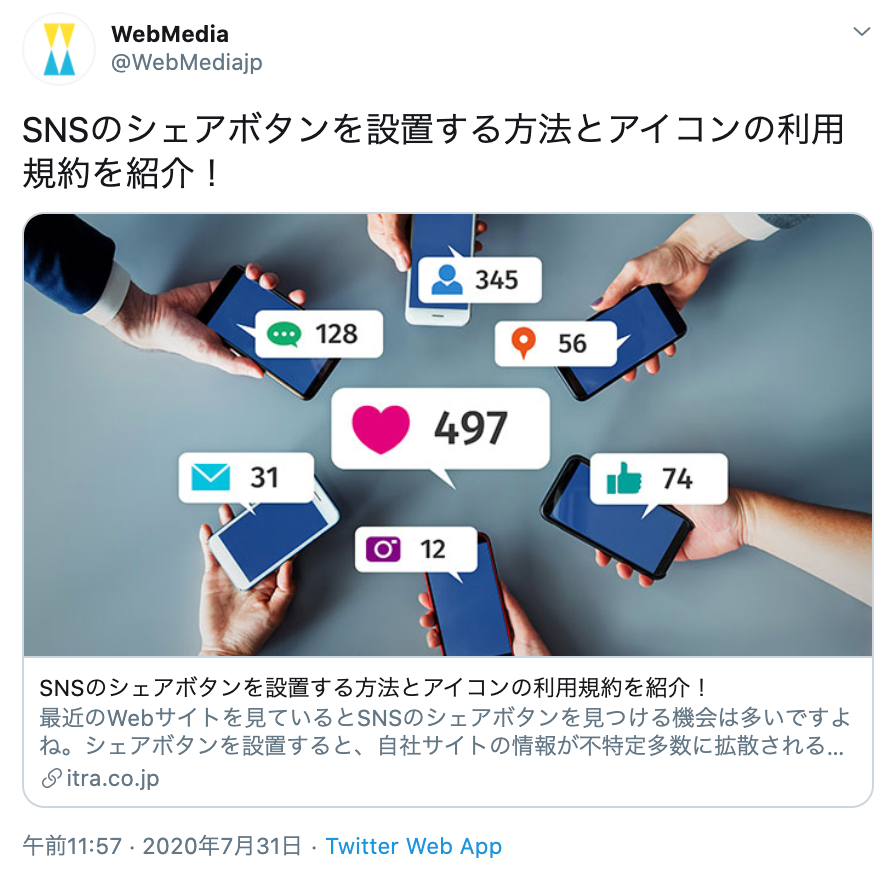 WebMedia
@WebMediajp
SNSのシェアボタンを設置する方法とアイコンの利用
規約を紹介！
345
128
56
497
31
74
12
SNSのシェアボタンを設置する方法とアイコンの利用規約を紹介！
最近のWebサイトを見ているとSNSのシェアボタンを見つける機会は多いですよ
ね。シェアボタンを設置すると、自社サイトの情報が不特定多数に拡散される...
itra.co.jp
午前11:57 · 2020年7月31日 · Twitter Web App